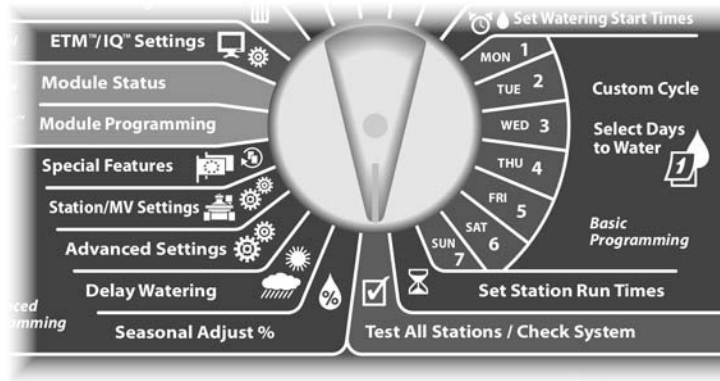 Set Watering Start Times
ETM™/IQ™ Settings
MON 1
Module Status
TUE 2
Custom Cycle
Module Programming
WED 3
Select Days
to Water
1
Special Features
THU 4
Station/MV Settings
FRI 5
SAT 6
Basic
Programming
Advanced Settings
SUN 7
Delay Watering
%
Set Station Run Times
Seasonal Adjust %
Test All Stations / Check System